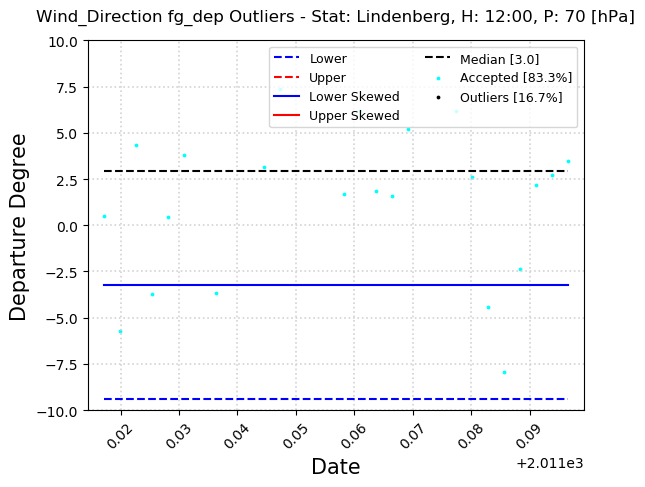 Wind_Direction fg_dep Outliers - Stat: Lindenberg, H: 12:00, P: 70 [hPa]
Lower
Upper
Lower Skewed
Upper Skewed
Median [3.0]
Accepted [83.3%]
Outliers [16.7%]
Departure Degree
10.0
7.5
5.0
2.5
0.0
−2.5
−5.0
−7.5
−10.0
0.02
0.03
0.04
0.05
0.06
0.07
0.08
0.09
+2.011e3
Date